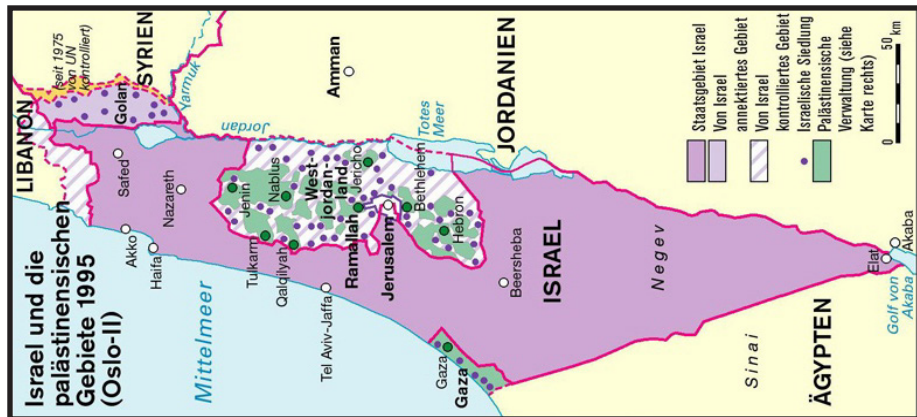 Israel und die
palästinensischen
Gebiete 1995
(Oslo-II)
LIBANON
(seit 1975
von UN
kontrolliert)
SYRIEN
Golan
Yarmuk
Safed
Akko
Haifa
Nazareth
Mittelmeer
Jordan
Amman
Jenin
Tulkarm
Nablus
Qalqilyah
West-
jordan-
land
Tel Aviv-Jaffa
Ramallah
Jericho
Jerusalem
Bethlehem
Totes
Meer
Hebron
Gaza
Gaza
Beersheba
ISRAEL
JORDANIEN
Negev
Sinai
ÄGYPTEN
Elat
Akaba
Golf von
Akaba
Staatsgebiet Israel
Von Israel
annektiertes Gebiet
Von Israel
kontrolliertes Gebiet
Israelische Siedlung
Palästinensische
Verwaltung (siehe
Karte rechts)
0
50
km